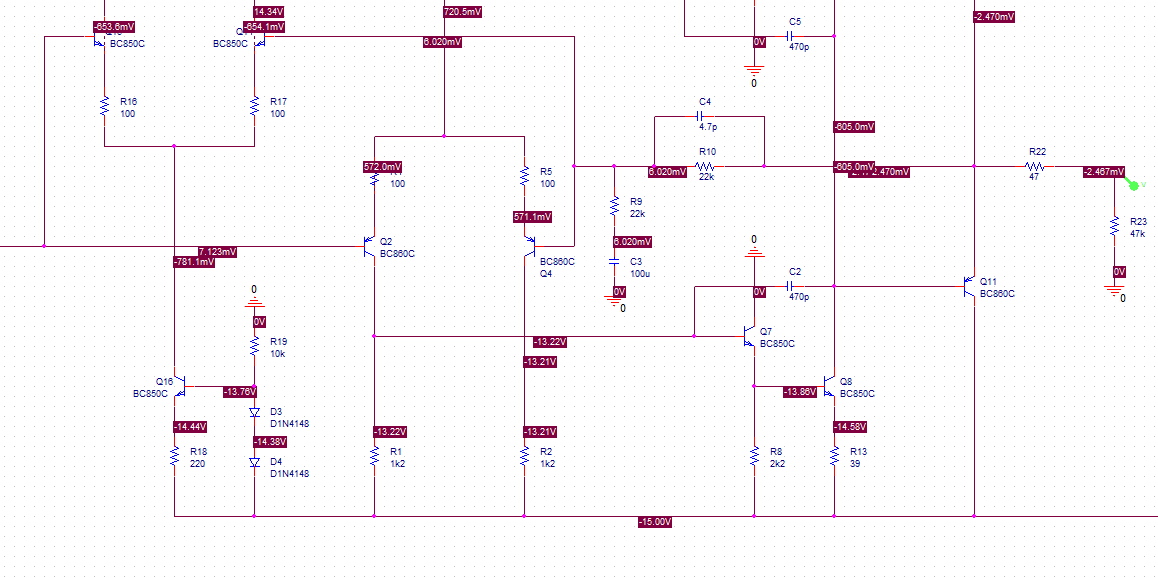 14.34V
720.5mV
-2.470mV
-653.6mV
-654.1mV
BC850C
BC850C
6.020mV
0V
C5
470p
0
R16
100
R17
100
C4
4.7p
-605.0mV
572.0mV
100
R5
100
R10
22k
6.020mV
-605.0mV
2.470mV
R22
47
-2.467mV
R9
22k
571.1mV
R23
47k
7.123mV
-781.1mV
Q2
BC860C
BC860C
Q4
6.020mV
C3
100u
0V
0
0
0V
C2
470p
Q11
BC860C
0V
0
0
0V
R19
10k
-13.22V
-13.21V
Q7
BC850C
Q16
BC850C
-13.76V
D3
D1N4148
-13.86V
Q8
BC850C
-14.44V
-14.38V
-13.22V
-13.21V
-14.58V
R18
220
D4
D1N4148
R1
1k2
R2
1k2
R8
2k2
R13
39
-15.00V